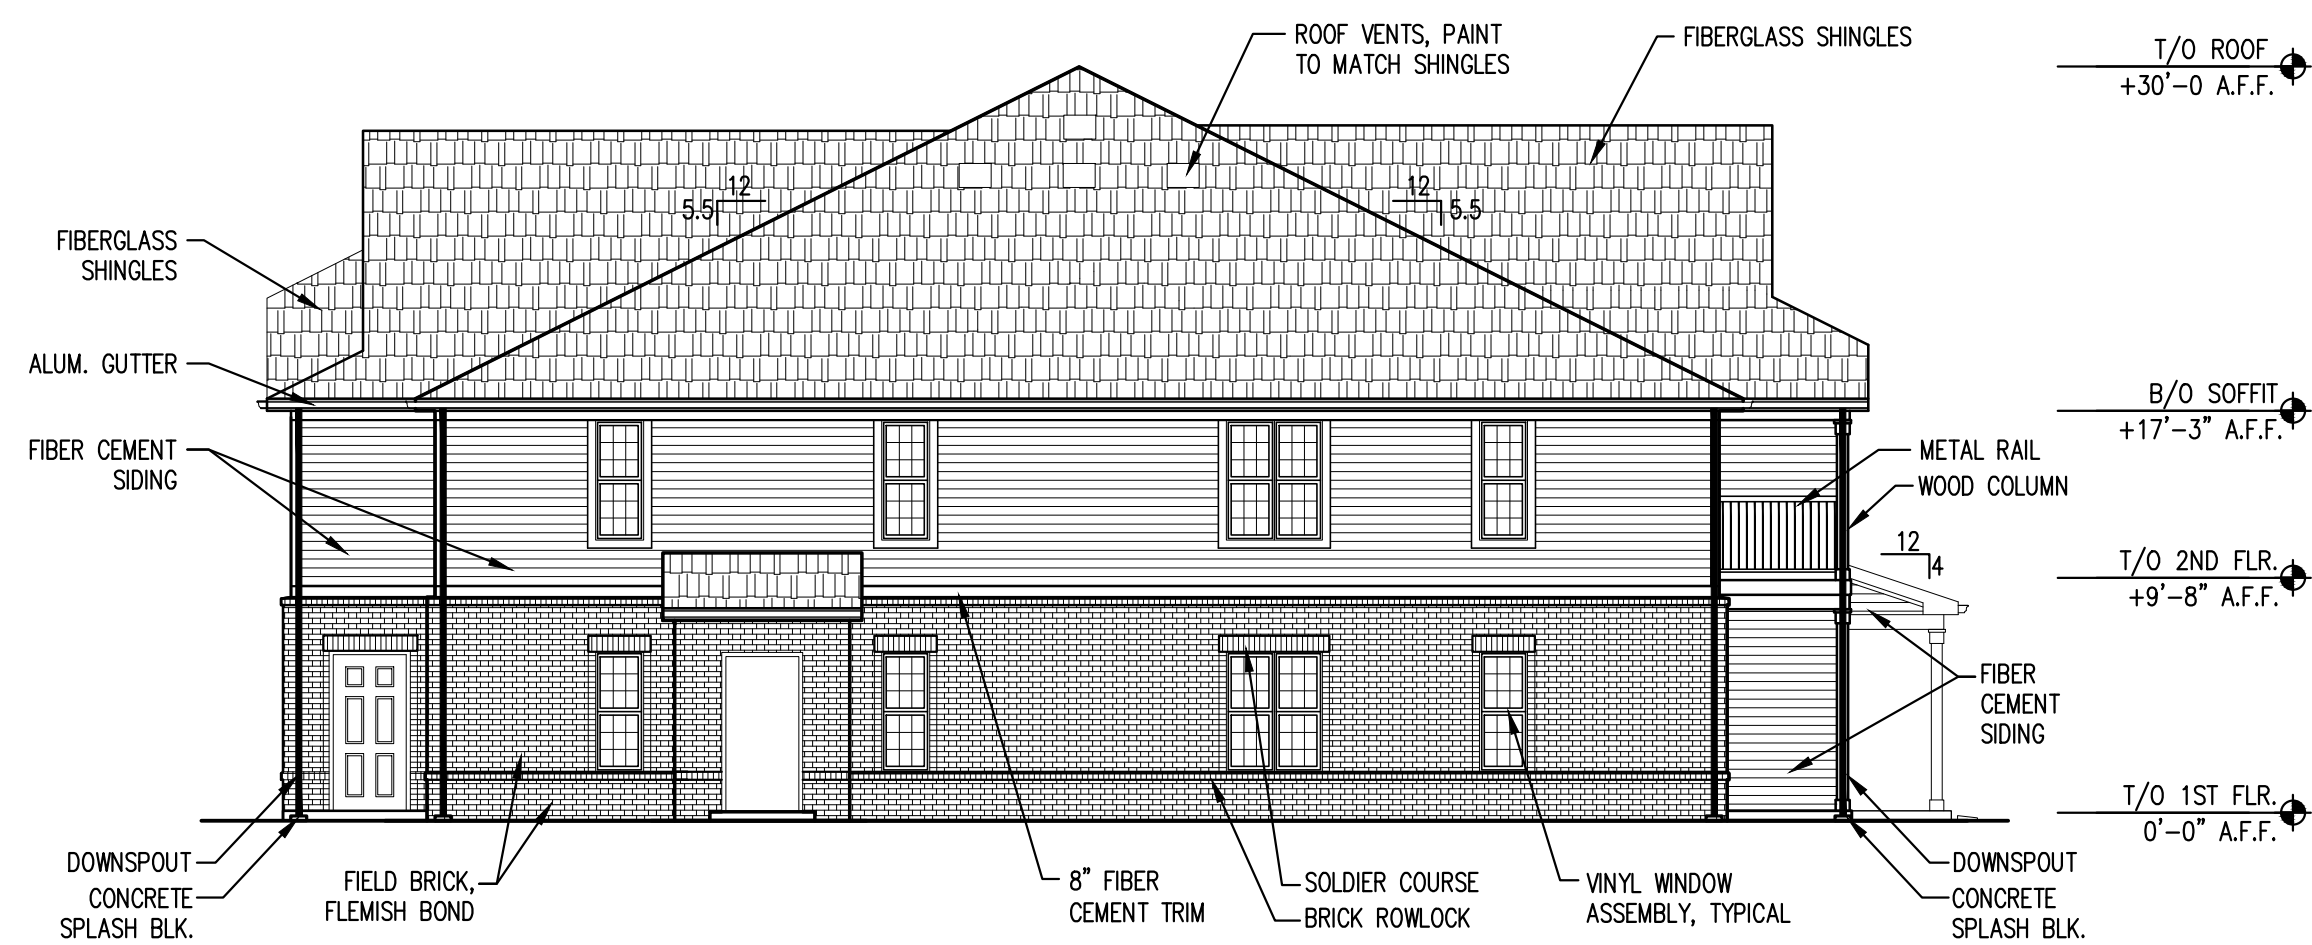 ROOF VENTS, PAINT
TO MATCH SHINGLES
FIBERGLASS SHINGLES
T/O ROOF
+30'-0 A.F.F.
12
5.5
12
5.5
FIBERGLASS
SHINGLES
ALUM. GUTTER
FIBER CEMENT
SIDING
B/O SOFFIT
+17'-3" A.F.F.
METAL RAIL
WOOD COLUMN
12
4
T/O 2ND FLR.
+9'-8" A.F.F.
FIBER
CEMENT
SIDING
T/O 1ST FLR.
0'-0" A.F.F.
DOWNSPOUT
CONCRETE
SPLASH BLK.
FIELD BRICK,
FLEMISH BOND
8" FIBER
CEMENT TRIM
SOLDIER COURSE
BRICK ROWLOCK
VINYL WINDOW
ASSEMBLY, TYPICAL
DOWNSPOUT
CONCRETE
SPLASH BLK.